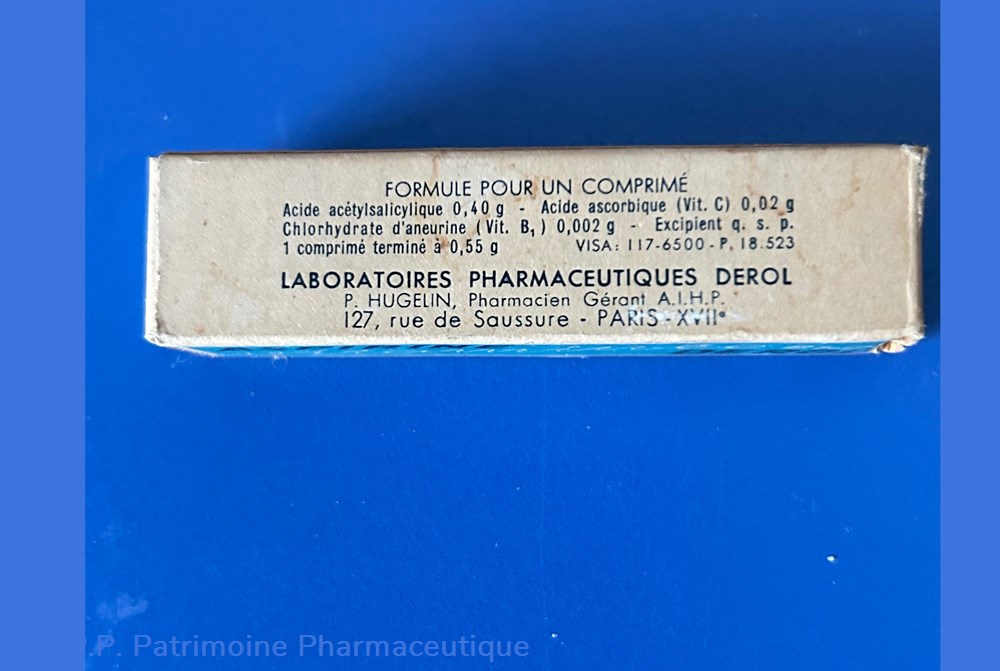 FORMULE POUR UN COMPRIMÉ
Acide acétylsalicylique 0,40 g - Acide ascorbique (Vit. C) 0,02 g
Chlorhydrate d'aneurine (Vit. B₁) 0,002 g - Excipient q. s. p.
1 comprimé terminé à 0,55 g VISA: 117-6500 - P. 18.523
LABORATOIRES PHARMACEUTIQUES DEROL
P. HUGELIN, Pharmacien Gérant A.I.H.P.
127, rue de Saussure - PARIS - XVIIᵉ
.P. Patrimoine Pharmaceutique